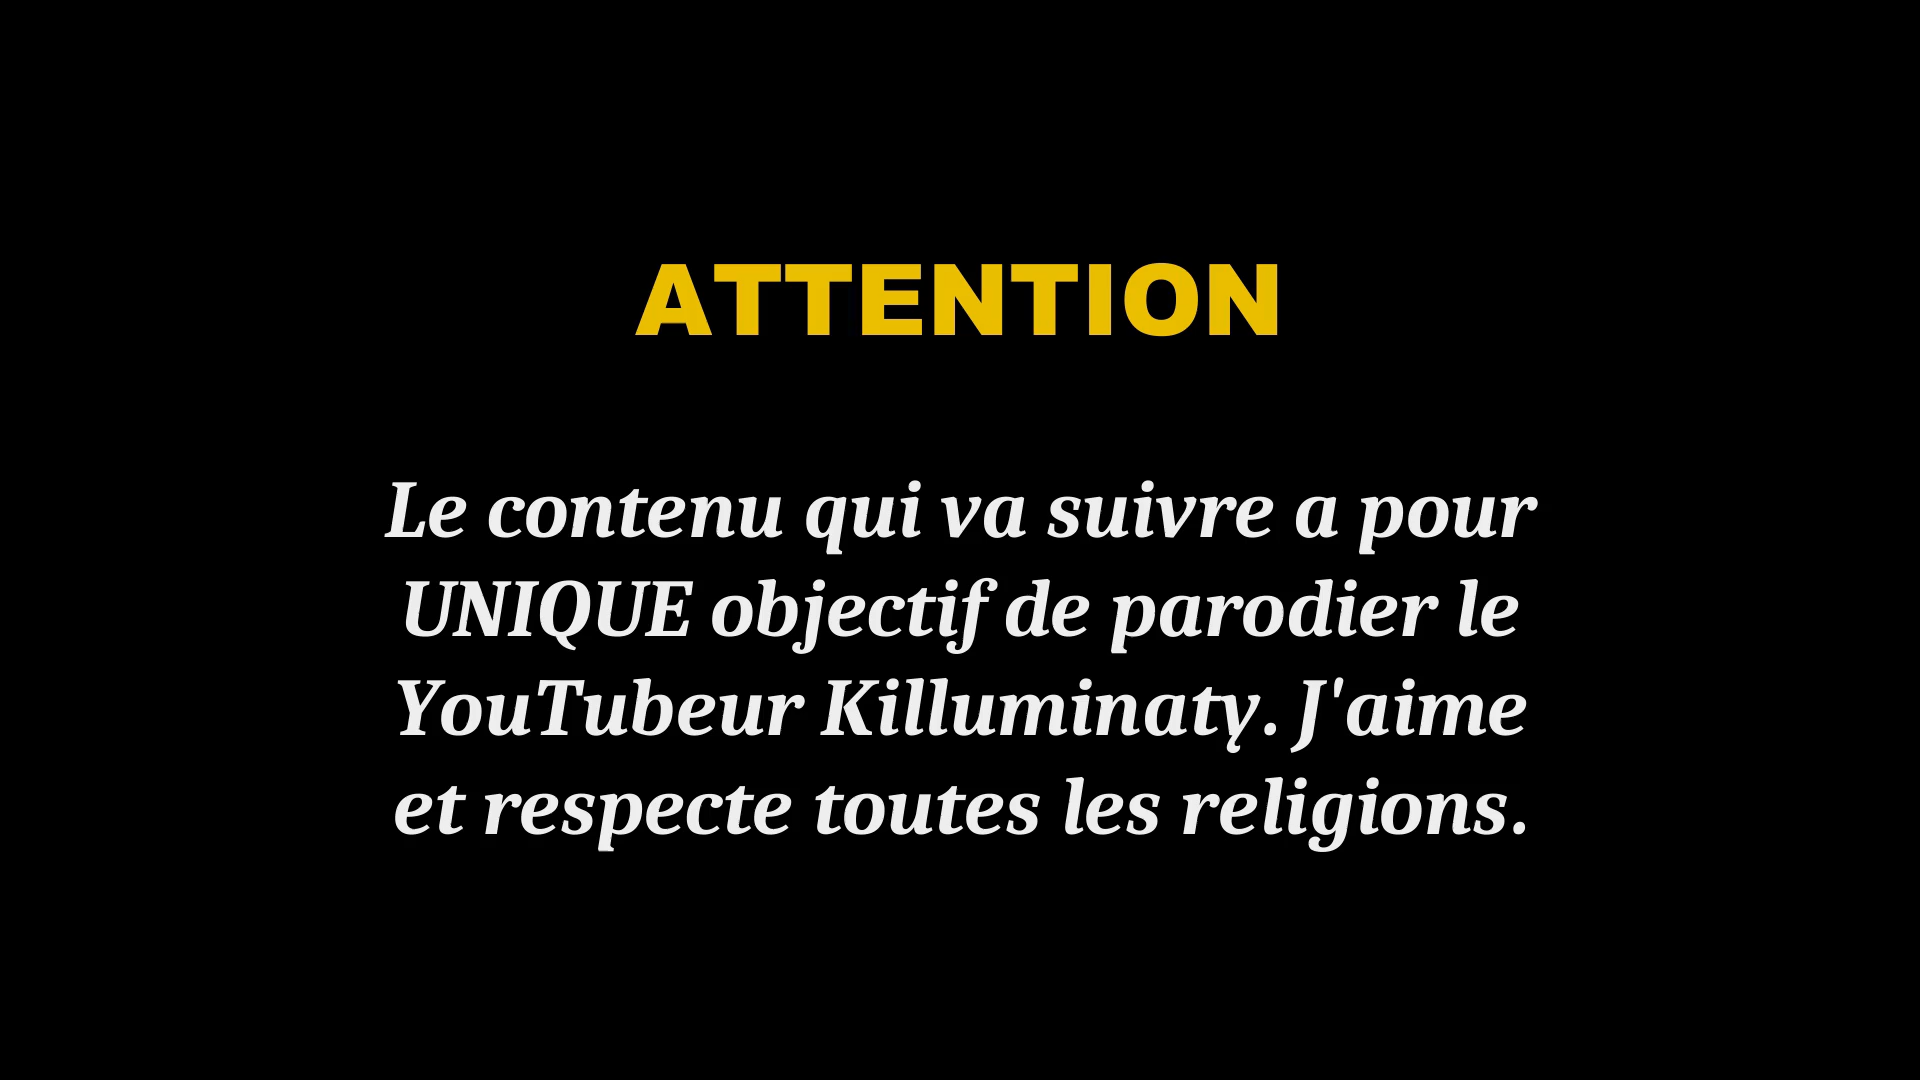 ATTENTION
Le contenu qui va suivre a pour
UNIQUE objectif de parodier le
YouTubeur Killuminaty. J'aime
et respecte toutes les religions.